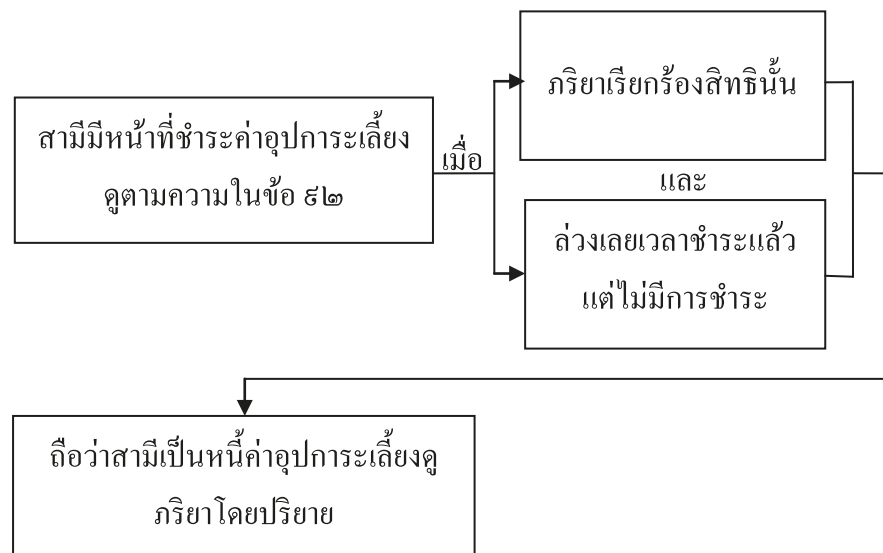 สามีมีหน้าที่ชำระค่าอุปการะเลี้ยง
ดูตามความในข้อ ๙๒
เมื่อ
ภริยาเรียกร้องสิทธินั้น
และ
ล่วงเลยเวลาชำระแล้ว
แต่ไม่มีการชำระ
ถือว่าสามีเป็นหนี้ค่าอุปการะเลี้ยงดู
ภริยาโดยปริยาย